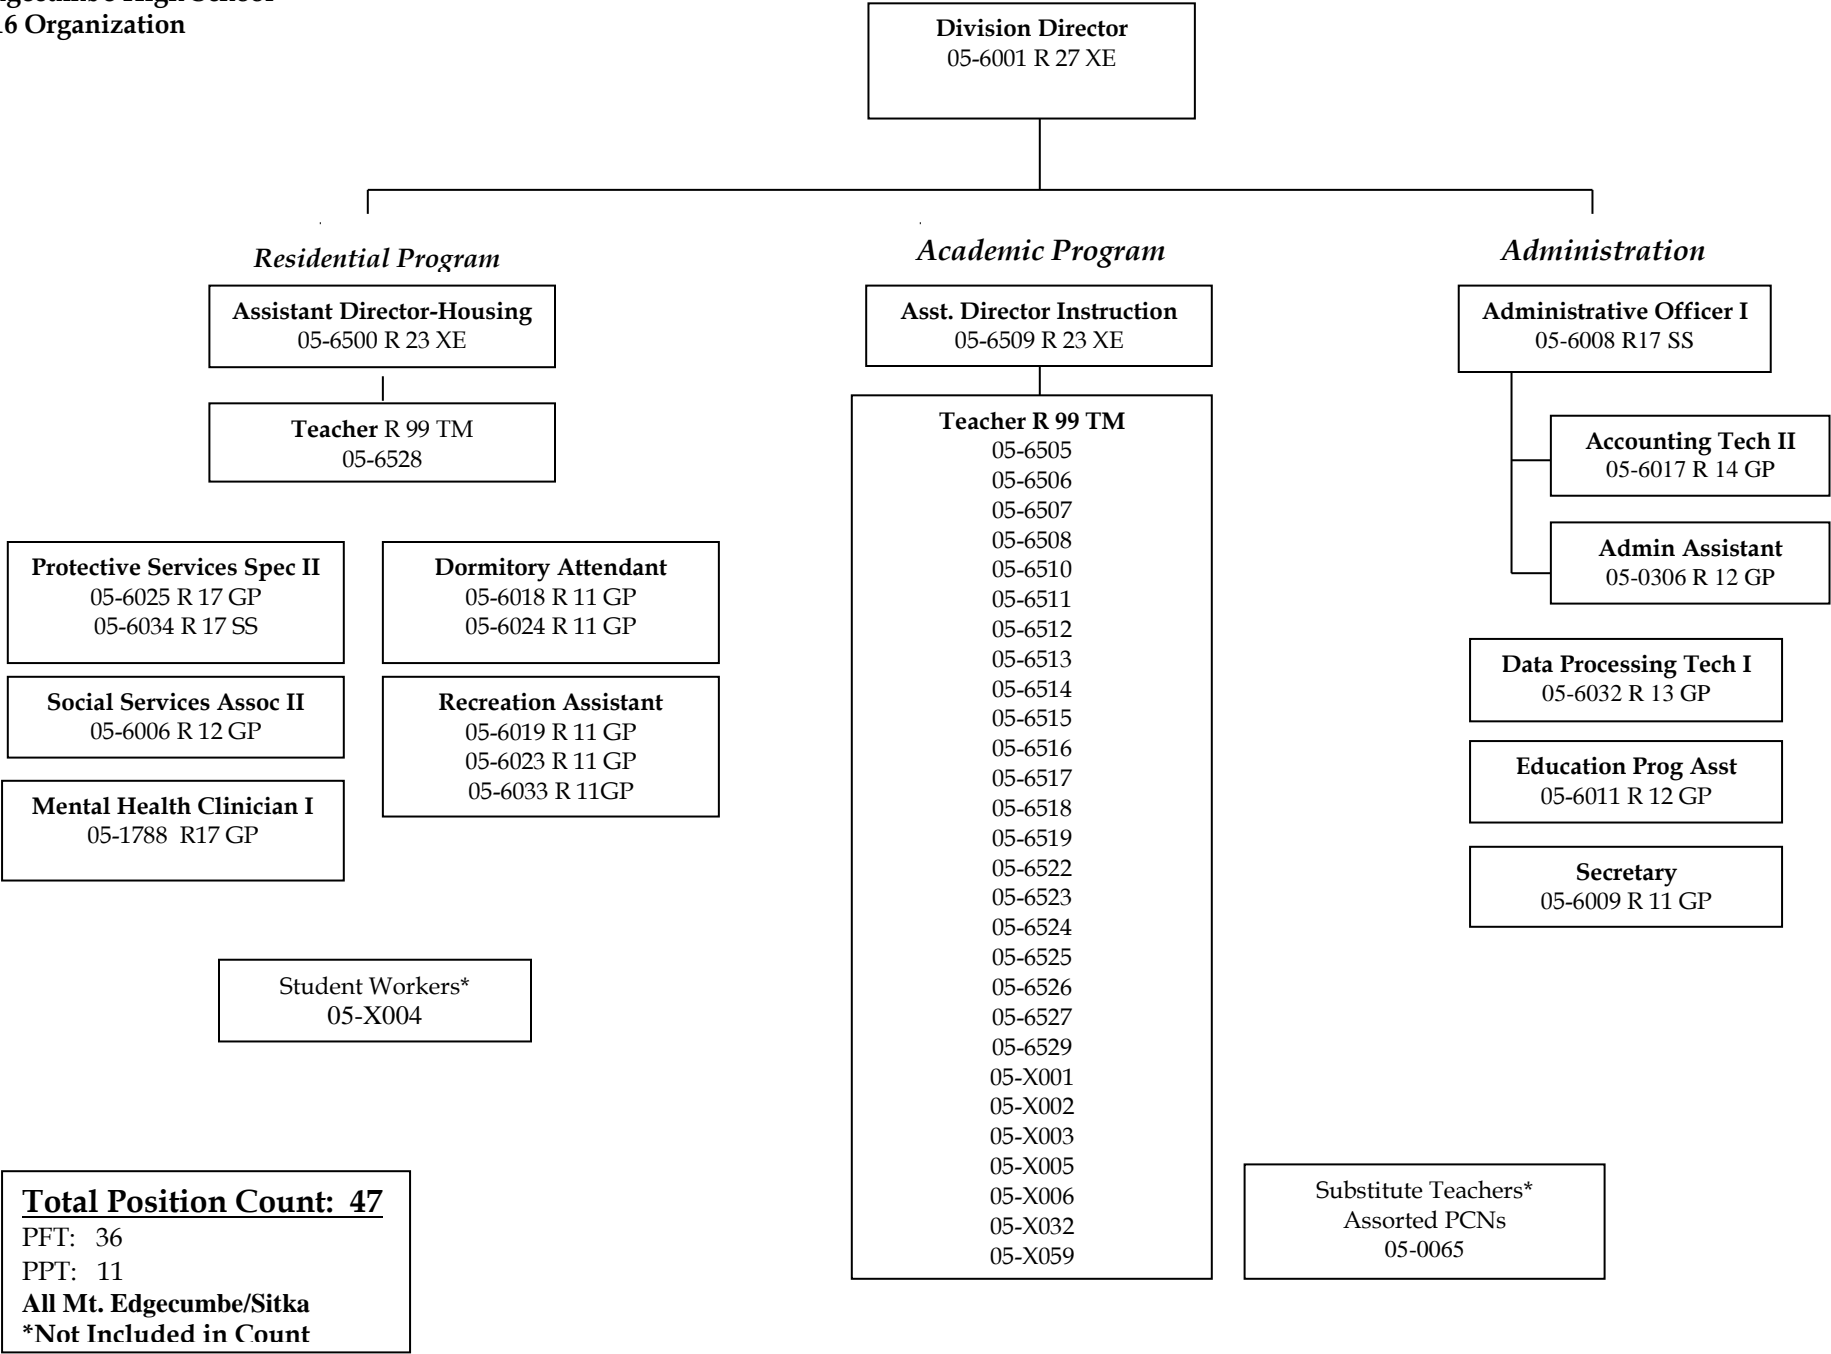 16 Organization
Division Director
05-6001 R 27 XE
Residential Program
Academic Program
Administration
Assistant Director-Housing
05-6500 R 23 XE
Teacher R 99 TM
05-6528
Protective Services Spec II
05-6025 R 17 GP
05-6034 R 17 SS
Social Services Assoc II
05-6006 R 12 GP
Mental Health Clinician I
05-1788  R17 GP
Dormitory Attendant
05-6018 R 11 GP
05-6024 R 11 GP
Recreation Assistant
05-6019 R 11 GP
05-6023 R 11 GP
05-6033 R 11GP
Student Workers*
05-X004
Asst. Director Instruction
05-6509 R 23 XE
Teacher R 99 TM
05-6505
05-6506
05-6507
05-6508
05-6510
05-6511
05-6512
05-6513
05-6514
05-6515
05-6516
05-6517
05-6518
05-6519
05-6522
05-6523
05-6524
05-6525
05-6526
05-6527
05-6529
05-X001
05-X002
05-X003
05-X005
05-X006
05-X032
05-X059
Administrative Officer I
05-6008 R17 SS
Accounting Tech II
05-6017 R 14 GP
Admin Assistant
05-0306 R 12 GP
Data Processing Tech I
05-6032 R 13 GP
Education Prog Asst
05-6011 R 12 GP
Secretary
05-6009 R 11 GP
Substitute Teachers*
Assorted PCNs
05-0065
Total Position Count:  47
PFT:  36
PPT:  11
All Mt. Edgecumbe/Sitka
*Not Included in Count